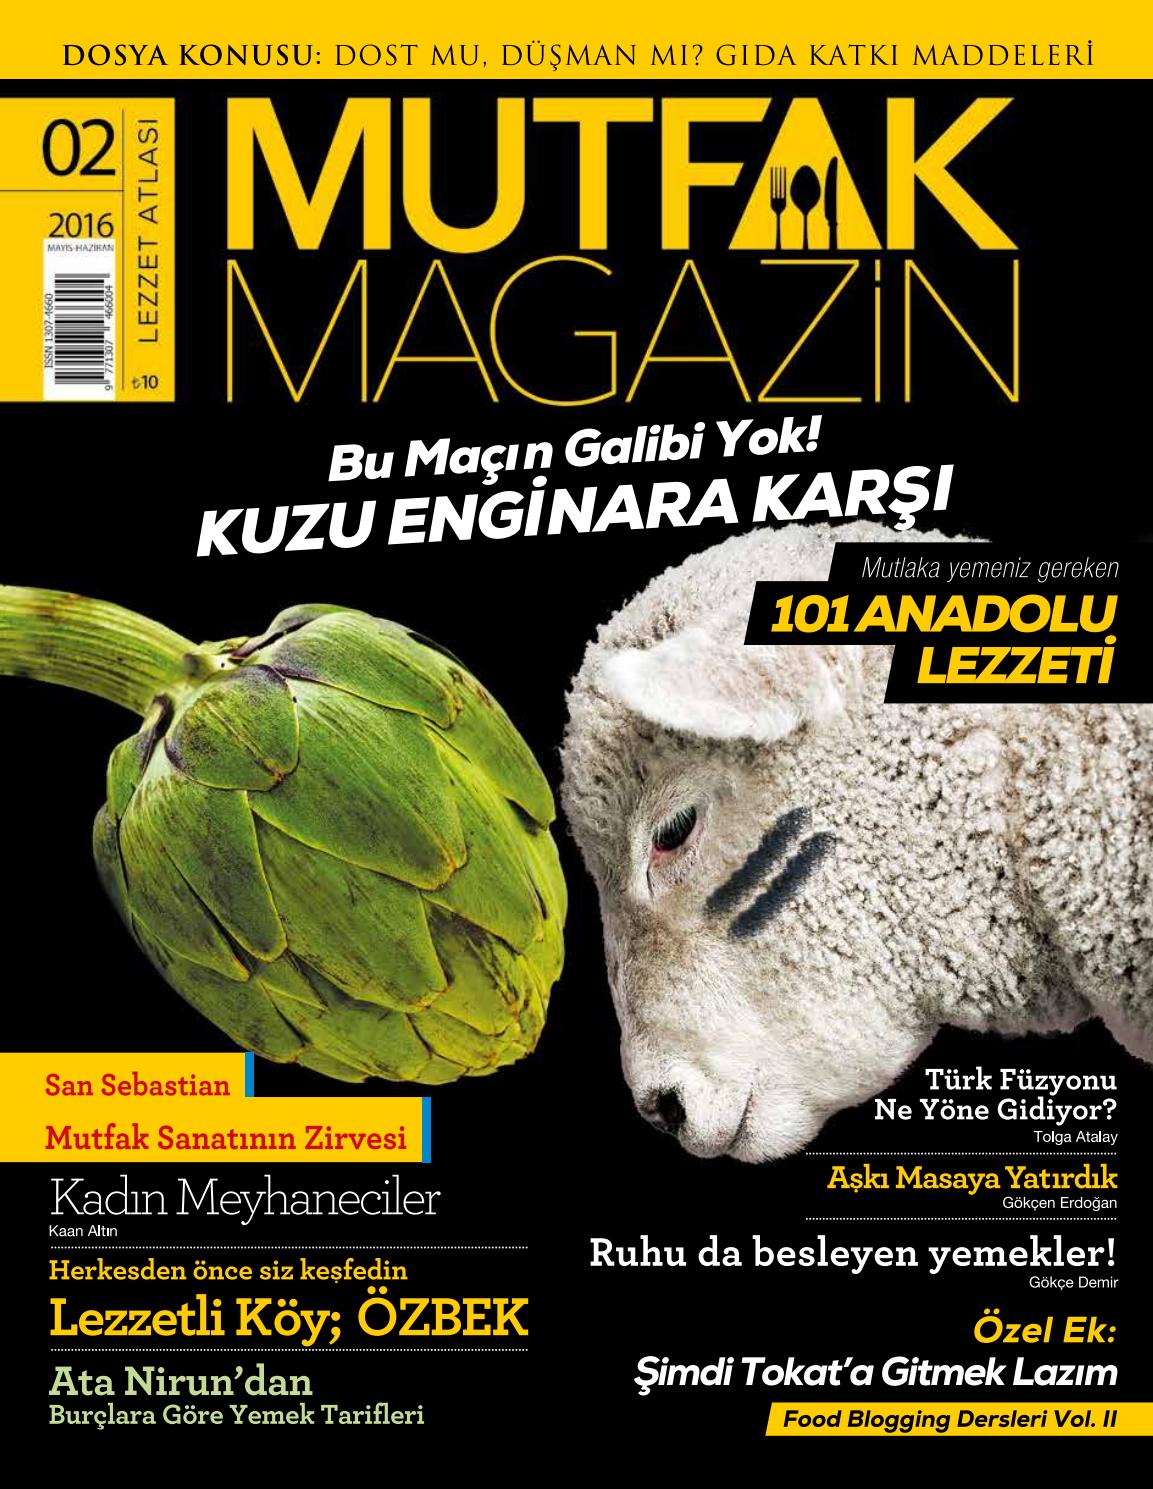 DOSYA KONUSU: DOST MU, DÜŞMAN MI? GIDA KATKI MADDELERİ
02
2016
MAYIS-HAZİRAN
ISSN 1307-4660
9 771307 466004
LEZZET ATLASI
₺10
MUTFAK
MAGAZiN
Bu Maçın Galibi Yok!
KUZU ENGİNARA KARŞI
Mutlaka yemeniz gereken
101 ANADOLU
LEZZETİ
San Sebastian
Mutfak Sanatının Zirvesi
Kadın Meyhaneciler
Kaan Altın
Herkesden önce siz keşfedin
Lezzetli Köy; ÖZBEK
Ata Nirun’dan
Burçlara Göre Yemek Tarifleri
Türk Füzyonu
Ne Yöne Gidiyor?
Tolga Atalay
Aşkı Masaya Yatırdık
Gökçen Erdoğan
Ruhu da besleyen yemekler!
Gökçe Demir
Özel Ek:
Şimdi Tokat’a Gitmek Lazım
Food Blogging Dersleri Vol. II